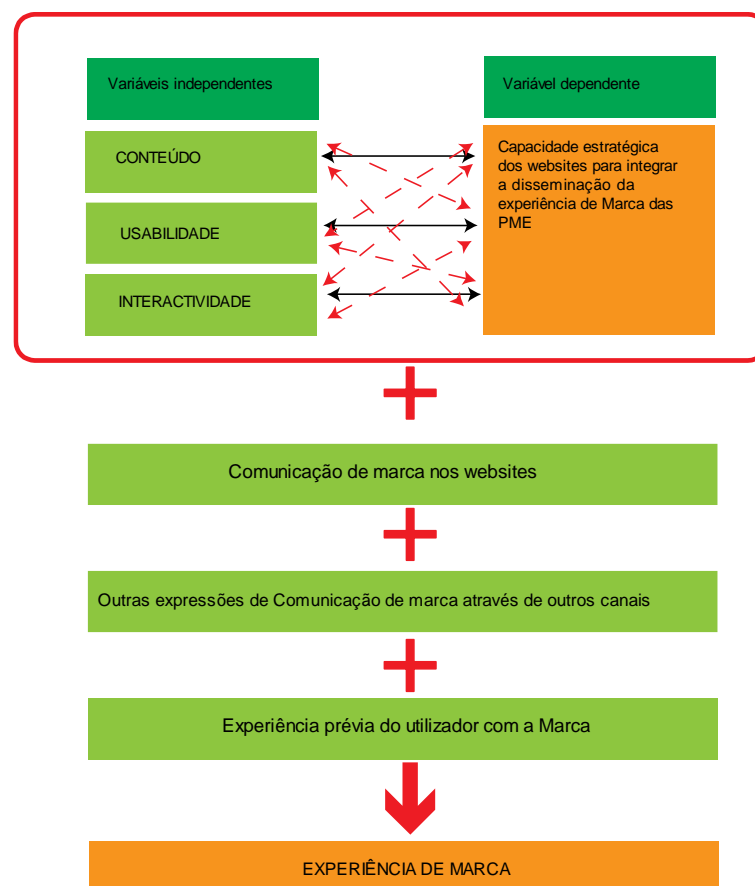 Variáveis independentes
Variável dependente
CONTEÚDO
USABILIDADE
INTERACTIVIDADE
Capacidade estratégica
dos websites para integrar
a disseminação da
experiência de Marca das
PME
Comunicação de marca nos websites
Outras expressões de Comunicação de marca através de outros canais
Experiência prévia do utilizador com a Marca
EXPERIÊNCIA DE MARCA